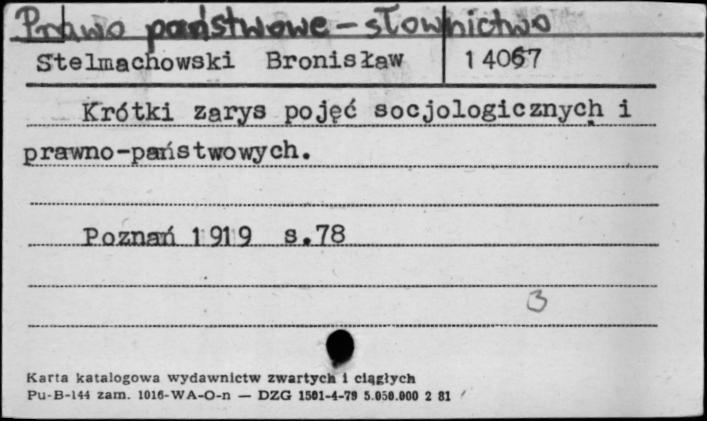 Prawo państwowe – słownictwo
Stelmachowski Bronisław 14067
Krótki zarys pojęć socjologicznych i
prawno-państwowych.
Poznań 1919 s.78
3
Karta katalogowa wydawnictw zwartych i ciągłych
Pu-B-144 zam. 1016-WA-O-n — DZG 1501-4-79 5.050.000 2 81